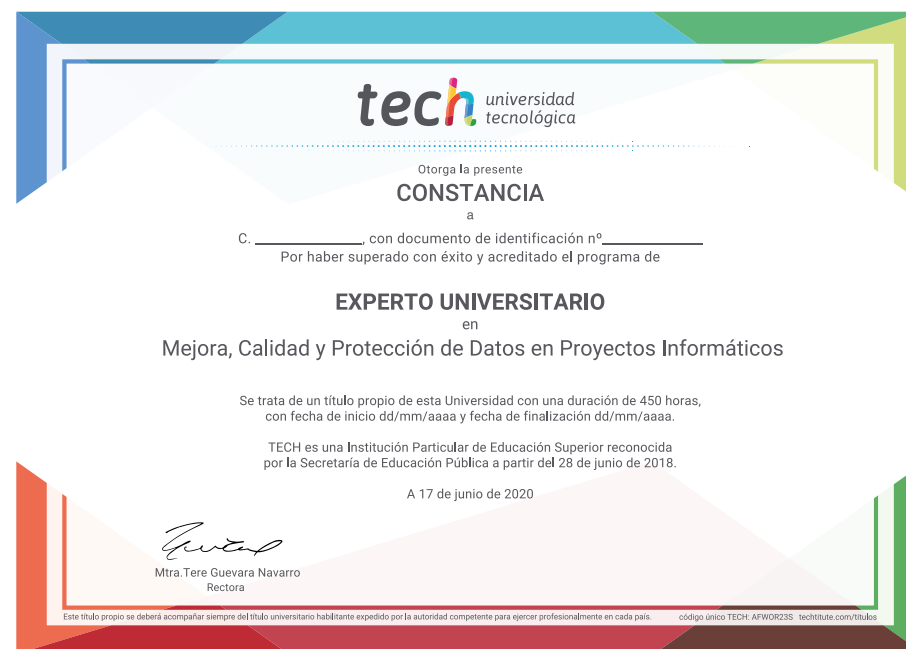 tech universidad
tecnológica
Otorga la presente
CONSTANCIA
a
C. ____________, con documento de identificación nº____________
Por haber superado con éxito y acreditado el programa de
EXPERTO UNIVERSITARIO
en
Mejora, Calidad y Protección de Datos en Proyectos Informáticos
Se trata de un título propio de esta Universidad con una duración de 450 horas,
con fecha de inicio dd/mm/aaaa y fecha de finalización dd/mm/aaaa.
TECH es una Institución Particular de Educación Superior reconocida
por la Secretaría de Educación Pública a partir del 28 de junio de 2018.
A 17 de junio de 2020
Mtra.Tere Guevara Navarro
Rectora
Este título propio se deberá acompañar siempre del título universitario habilitante expedido por la autoridad competente para ejercer profesionalmente en cada país. código único TECH: AFWOR23S techtitute.com/titulos